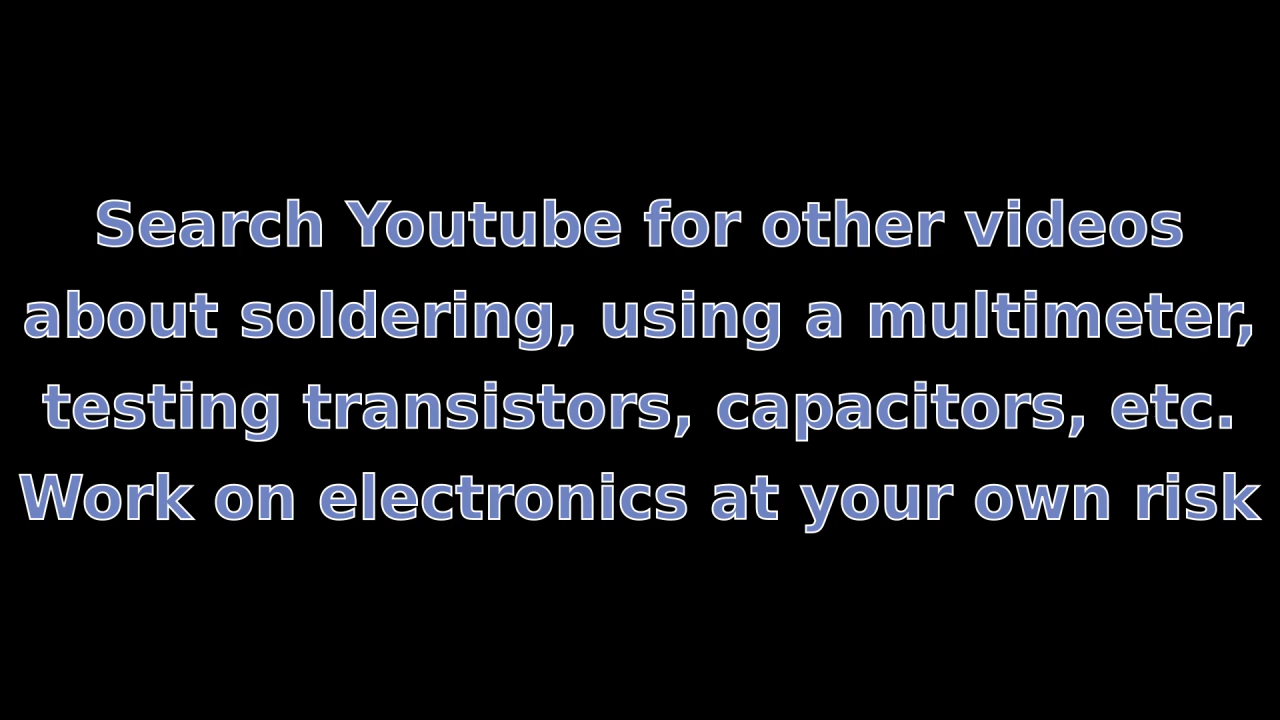 Search Youtube for other videos
about soldering, using a multimeter,
testing transistors, capacitors, etc.
Work on electronics at your own risk